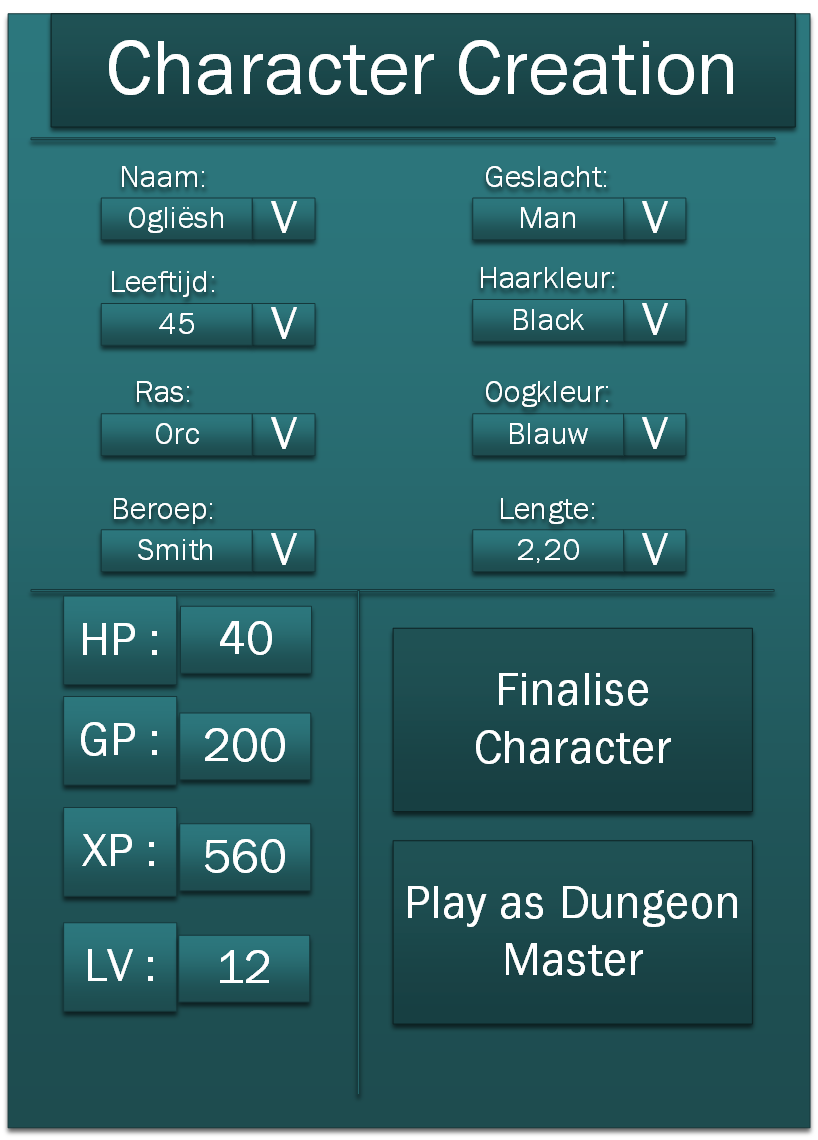 Character Creation
Naam:
Ogliësh V
Geslacht:
Man V
Leeftijd:
45 V
Haarkleur:
Black V
Ras:
Orc V
Oogkleur:
Blauw V
Beroep:
Smith V
Lengte:
2,20 V
HP : 40
GP : 200
XP : 560
LV : 12
Finalise
Character
Play as Dungeon
Master